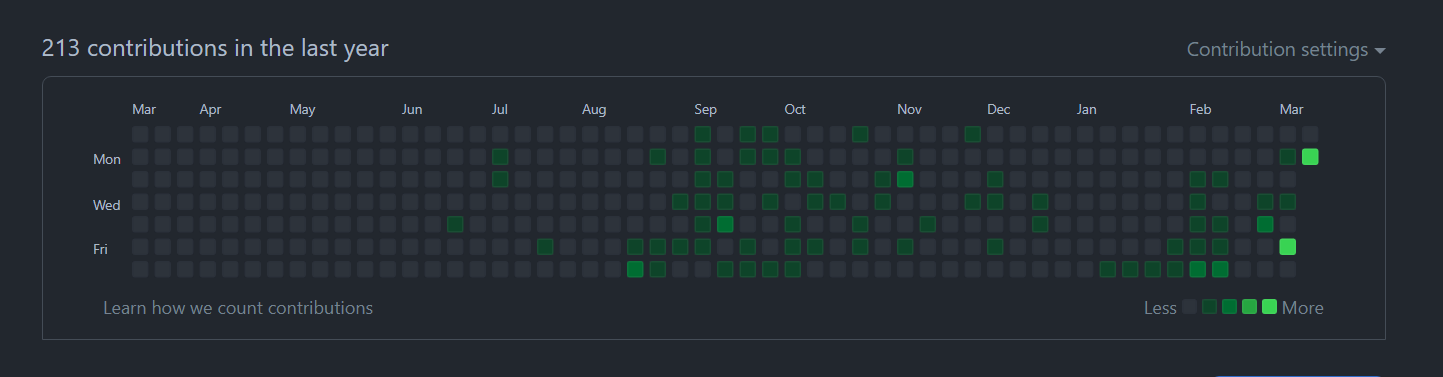 213 contributions in the last year
Contribution settings
Mar Apr May Jun Jul Aug Sep Oct Nov Dec Jan Feb Mar
Mon
Wed
Fri
Learn how we count contributions
Less More